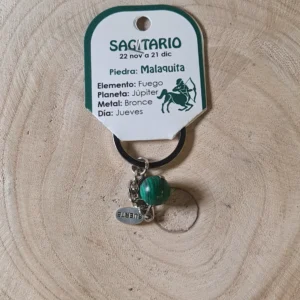 SAGITARIO
22 nov a 21 dic
Piedra: Malaquita
Elemento: Fuego
Planeta: Júpiter
Metal: Bronce
Día: Jueves